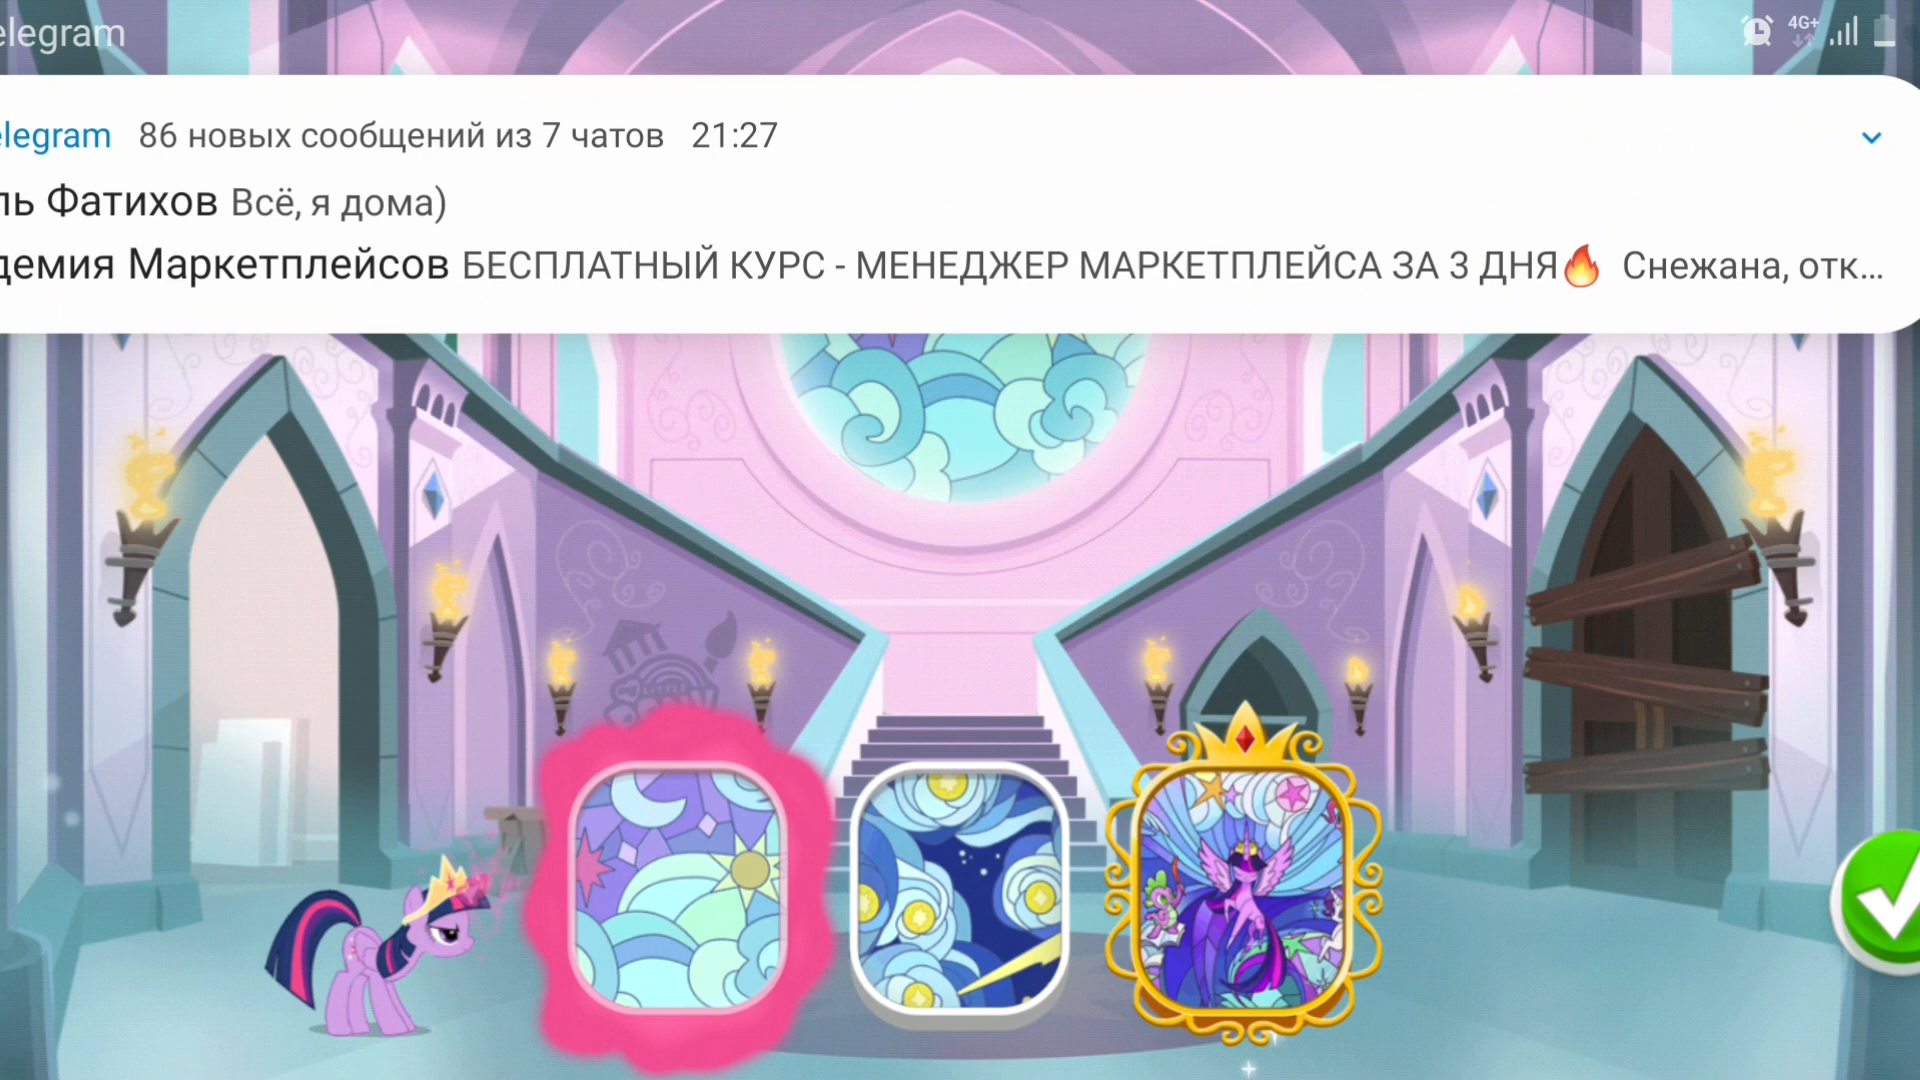 elegram
4G+
elegram 86 новых сообщений из 7 чатов 21:27
ль Фатихов Всё, я дома)
демия Маркетплейсов БЕСПЛАТНЫЙ КУРС - МЕНЕДЖЕР МАРКЕТПЛЕЙСА ЗА 3 ДНЯ🔥 Снежана, отк...